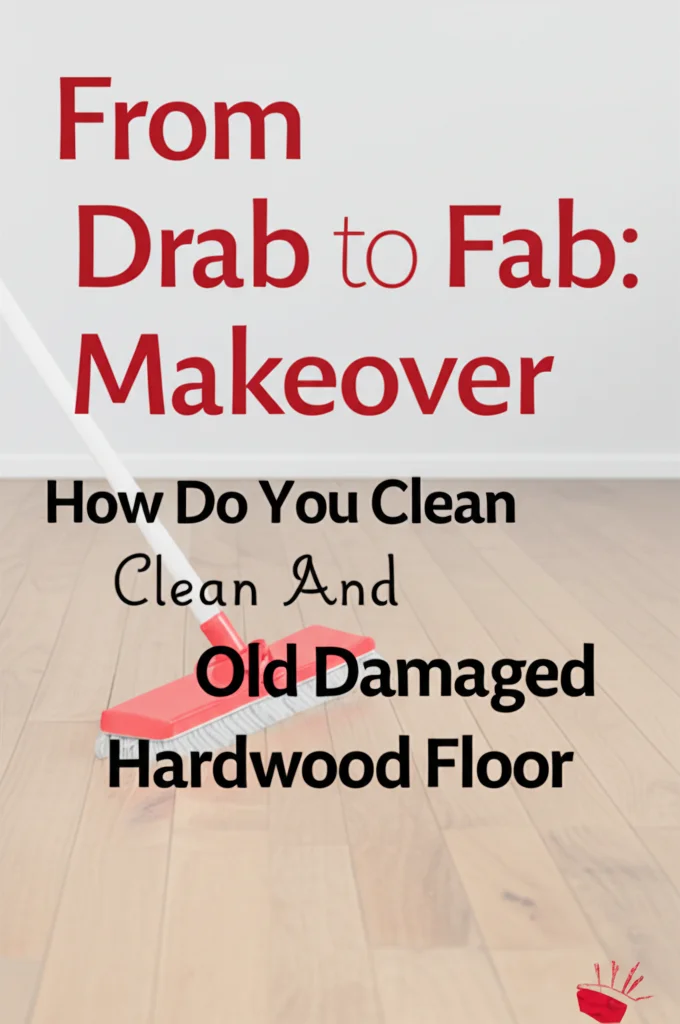 From
Drab to Fab:
Makeover
How Do You Clean
Clean And
Old Damaged
Hardwood Floor